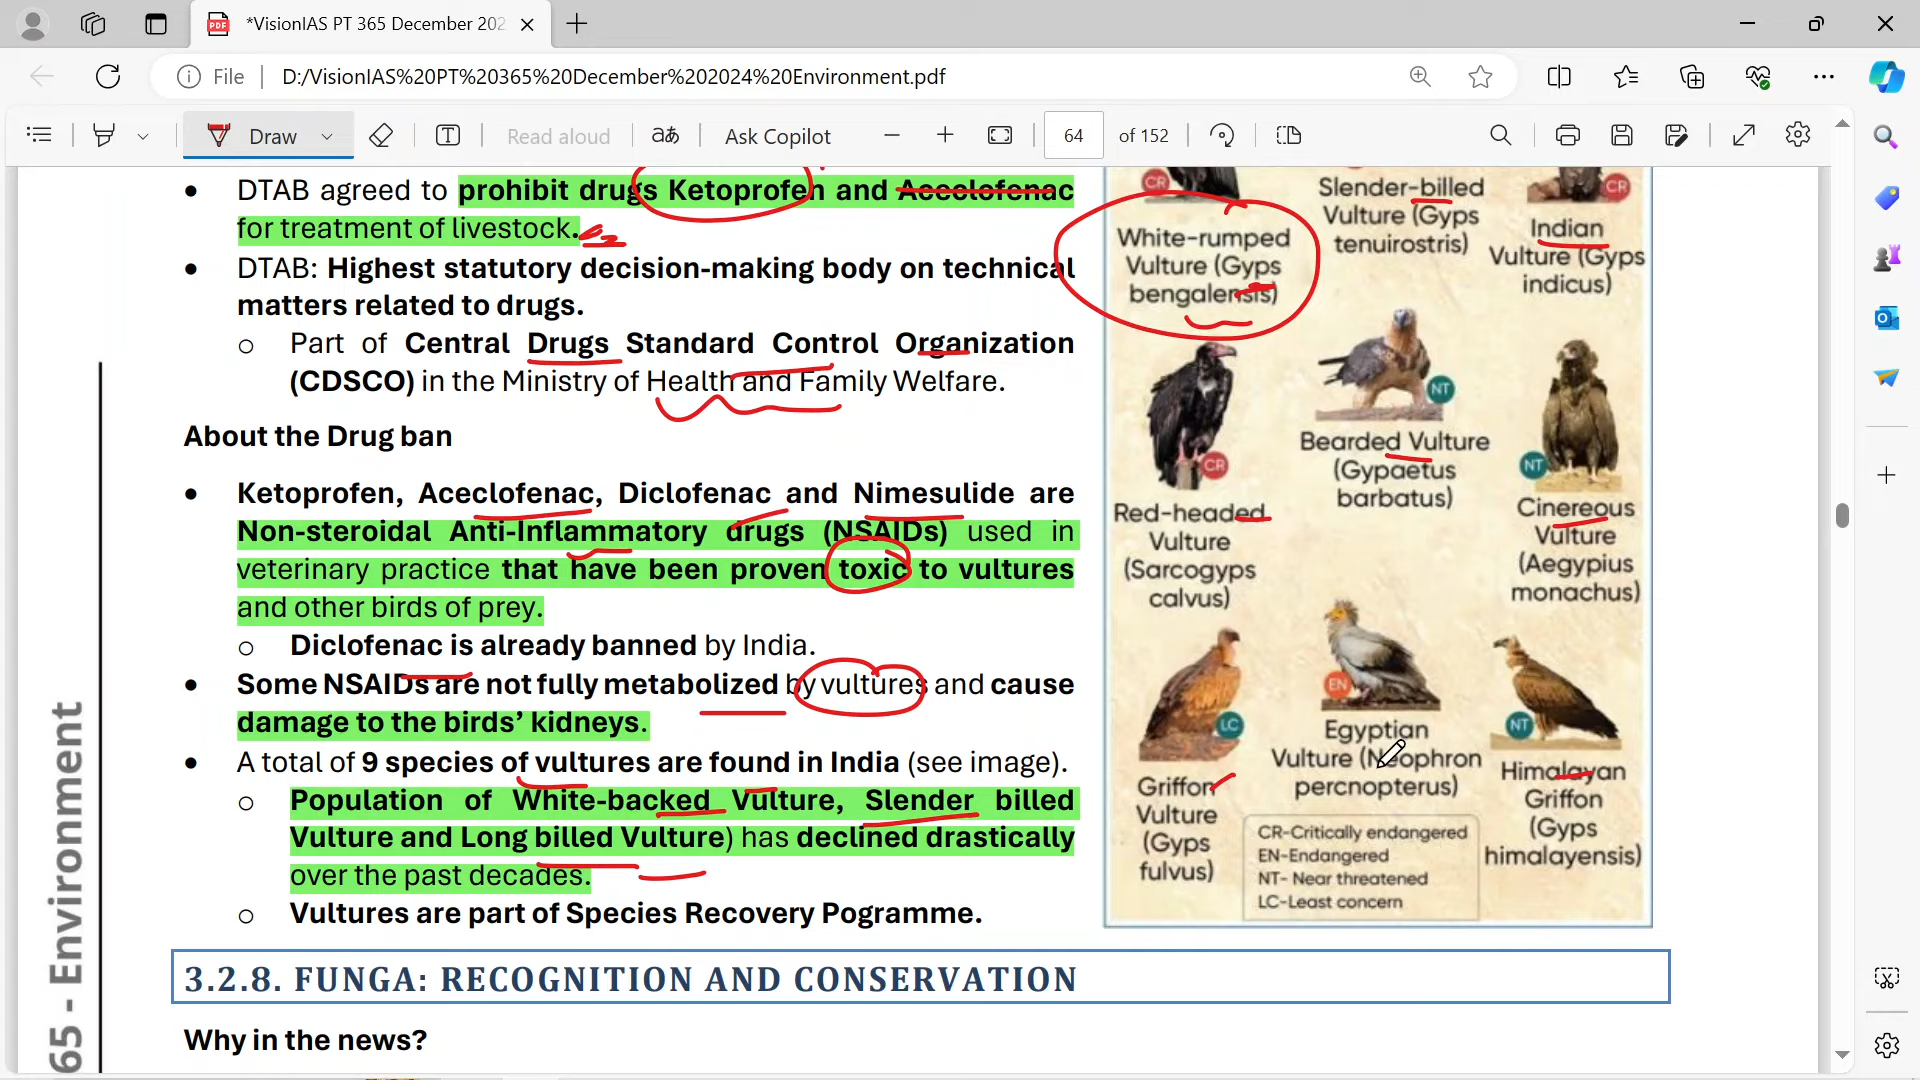 *VisionIAS PT 365 December 202
File
D:/VisionIAS%20PT%20365%20December%202024%20Environment.pdf
Draw
Read aloud
aあ
Ask Copilot
64
of 152
DTAB agreed to prohibit drugs Ketoprofen and Aceclofenac
for treatment of livestock.
DTAB: Highest statutory decision-making body on technical
matters related to drugs.
Part of Central Drugs Standard Control Organization
(CDSCO) in the Ministry of Health and Family Welfare.
About the Drug ban
Ketoprofen, Aceclofenac, Diclofenac and Nimesulide are
Non-steroidal Anti-Inflammatory drugs (NSAIDs) used in
veterinary practice that have been proven toxic to vultures
and other birds of prey.
Diclofenac is already banned by India.
Some NSAIDs are not fully metabolized by vultures and cause
damage to the birds’ kidneys.
A total of 9 species of vultures are found in India (see image).
Population of White-backed Vulture, Slender billed
Vulture and Long billed Vulture) has declined drastically
over the past decades.
Vultures are part of Species Recovery Pogramme.
CR
White-rumped
Vulture (Gyps
bengalensis)
Slender-billed
Vulture (Gyps
tenuirostris)
CR
Indian
Vulture (Gyps
indicus)
CR
Red-headed
Vulture
(Sarcogyps
calvus)
NT
Bearded Vulture
(Gypaetus
barbatus)
NT
Cinereous
Vulture
(Aegypius
monachus)
LC
Griffon
Vulture
(Gyps
fulvus)
EN
Egyptian
Vulture (Neophron
percnopterus)
NT
Himalayan
Griffon
(Gyps
himalayensis)
CR-Critically endangered
EN-Endangered
NT- Near threatened
LC-Least concern
3.2.8. FUNGA: RECOGNITION AND CONSERVATION
Why in the news?
65 - Environment